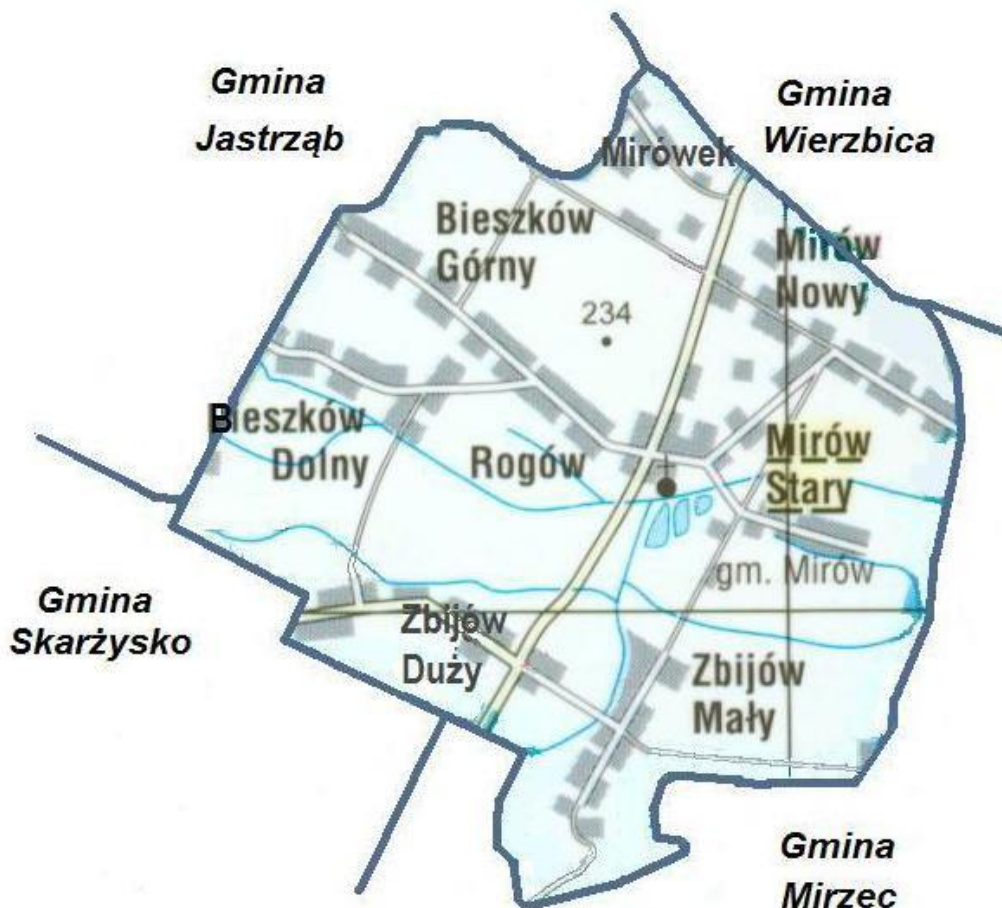 Gmina
Jastrząb
Gmina
Wierzbica
Mirówek
Bieszków
Górny
Mirów
Nowy
234
Bieszków
Dolny
Rogów
Mirów
Stary
gm. Mirów
Gmina
Skarżysko
Zbijów
Duży
Zbijów
Mały
Gmina
Mirzec